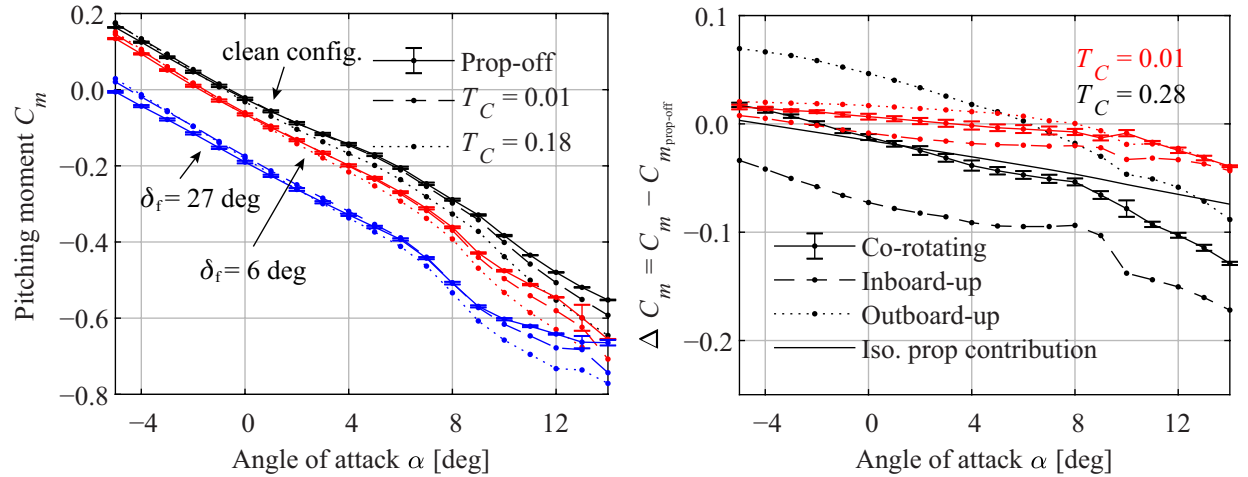 0.2
0.0
−0.2
−0.4
−0.6
−0.8
−4
0
4
8
12
Pitching moment C_m
Angle of attack α [deg]
clean config.
Prop-off
T_C = 0.01
T_C = 0.18
δ_f = 27 deg
δ_f = 6 deg
0.1
0.0
−0.1
−0.2
−4
0
4
8
12
Δ C_m = C_m − C_{m_{prop-off}}
Angle of attack α [deg]
T_C = 0.01
T_C = 0.28
Co-rotating
Inboard-up
Outboard-up
Iso. prop contribution